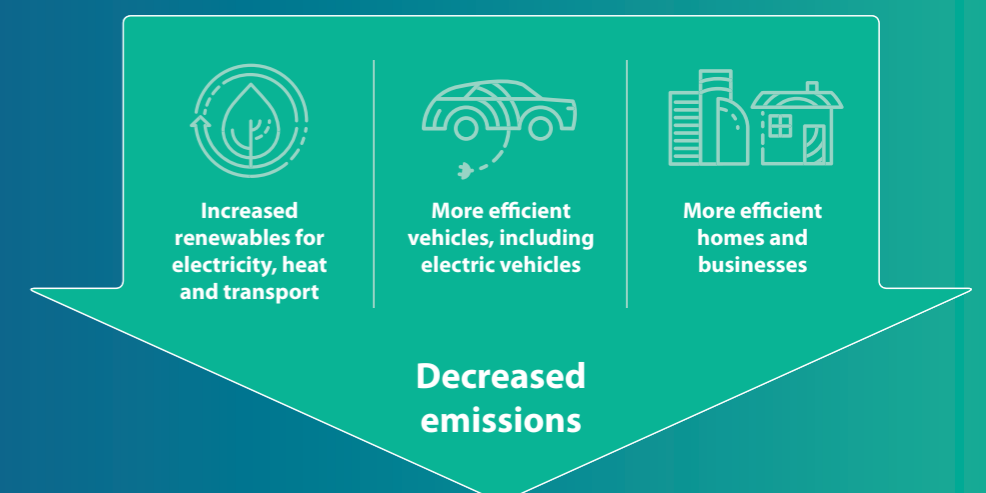 Increased
renewables for
electricity, heat
and transport
More efficient
vehicles, including
electric vehicles
More efficient
homes and
businesses
Decreased
emissions